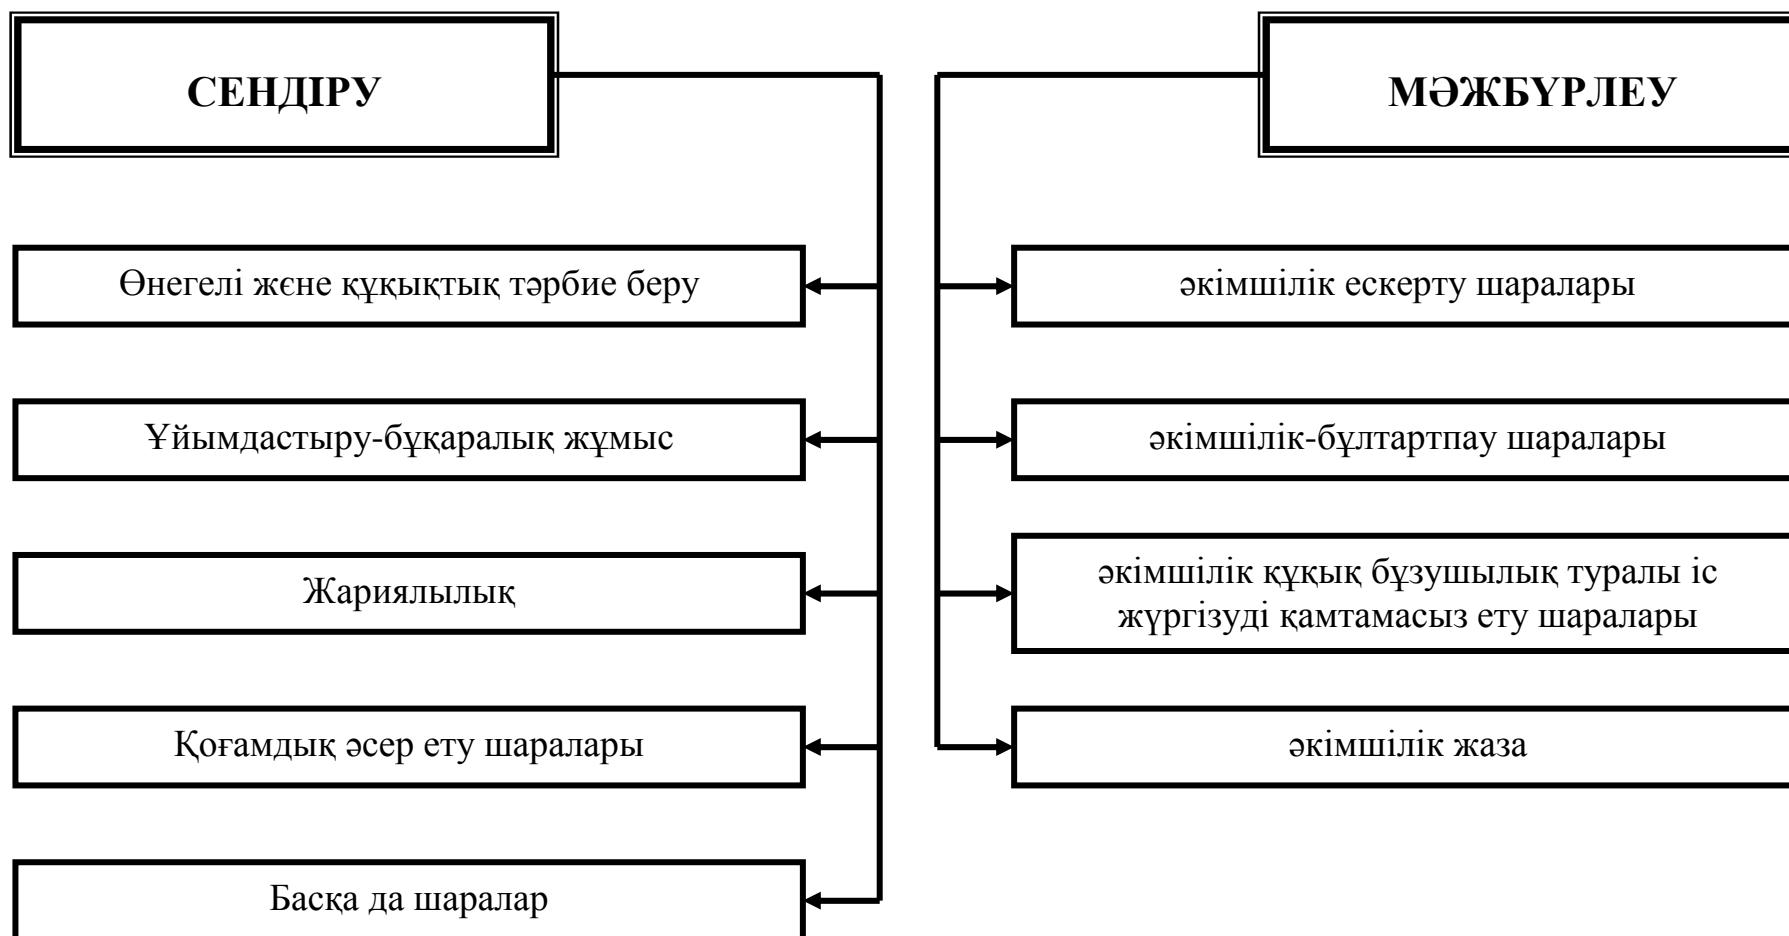 СЕНДІРУ
Өнегелі жєне құқықтық тәрбие беру
Ұйымдастыру-бұқаралық жұмыс
Жариялылық
Қоғамдық әсер ету шаралары
Басқа да шаралар
МӘЖБҮРЛЕУ
әкімшілік ескерту шаралары
әкімшілік-бұлтартпау шаралары
әкімшілік құқық бұзушылық туралы іс
жүргізуді қамтамасыз ету шаралары
әкімшілік жаза